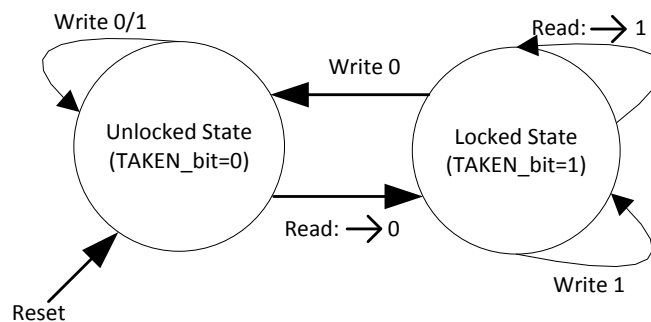 Write 0/1
Read: → 1
Write 0
Unlocked State
(TAKEN_bit=0)
Locked State
(TAKEN_bit=1)
Read: → 0
Write 1
Reset